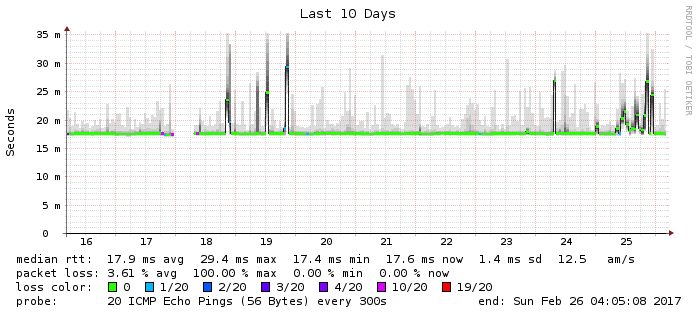 Last 10 Days
RRDTOOL / TOBI OETIKER
Seconds
35 m
30 m
25 m
20 m
15 m
10 m
5 m
0
16 17 18 19 20 21 22 23 24 25
median rtt: 17.9 ms avg 29.4 ms max 17.4 ms min 17.6 ms now 1.4 ms sd 12.5 am/s
packet loss: 3.61 % avg 100.00 % max 0.00 % min 0.00 % now
loss color: 0 1/20 2/20 3/20 4/20 10/20 19/20
probe: 20 ICMP Echo Pings (56 Bytes) every 300s end: Sun Feb 26 04:05:08 2017